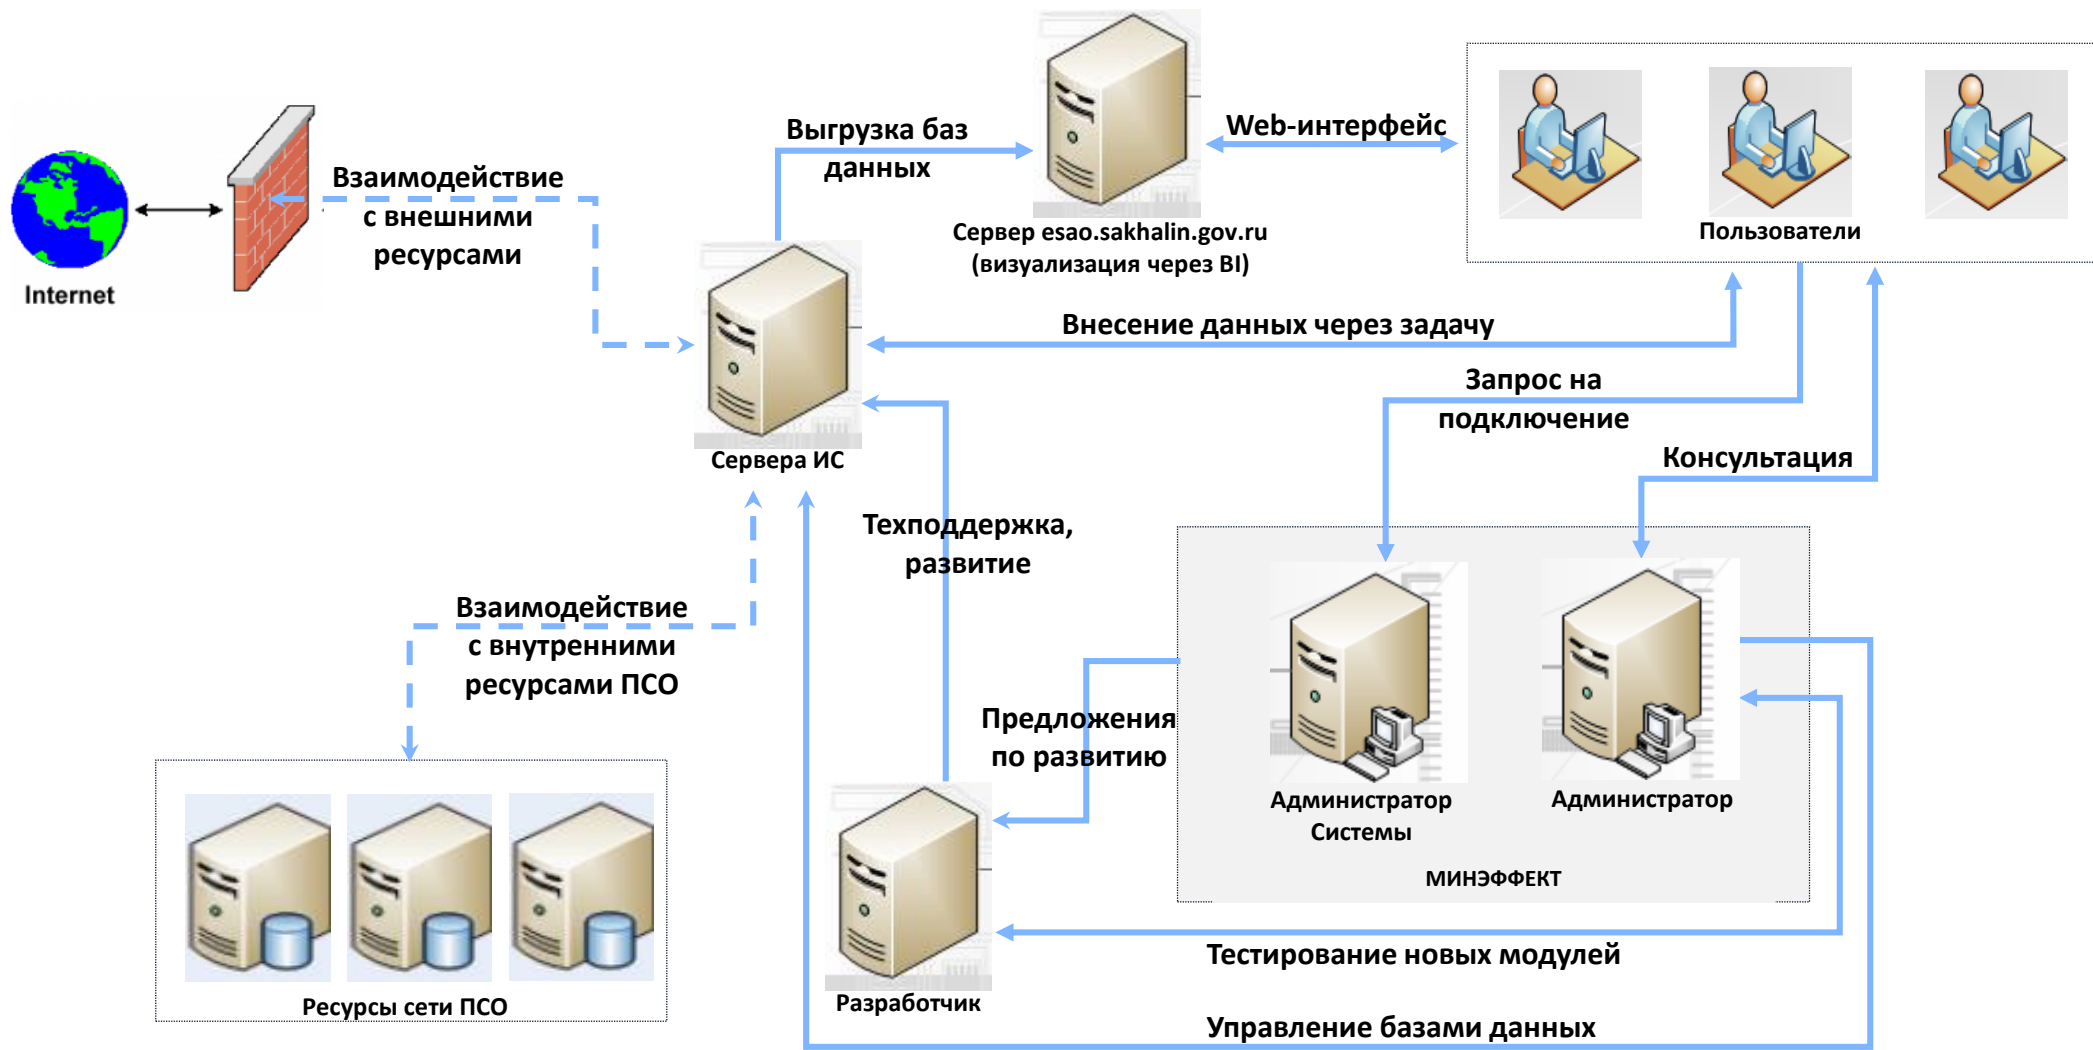 Выгрузка баз
данных
Web-интерфейс
Взаимодействие
с внешними
ресурсами
Internet
Сервер esao.sakhalin.gov.ru
(визуализация через BI)
Пользователи
Внесение данных через задачу
Запрос на
подключение
Сервера ИС
Консультация
Техподдержка,
развитие
Взаимодействие
с внутренними
ресурсами ПСО
Предложения
по развитию
Администратор
Системы
Администратор
МИНЭФФЕКТ
Тестирование новых модулей
Разработчик
Ресурсы сети ПСО
Управление базами данных